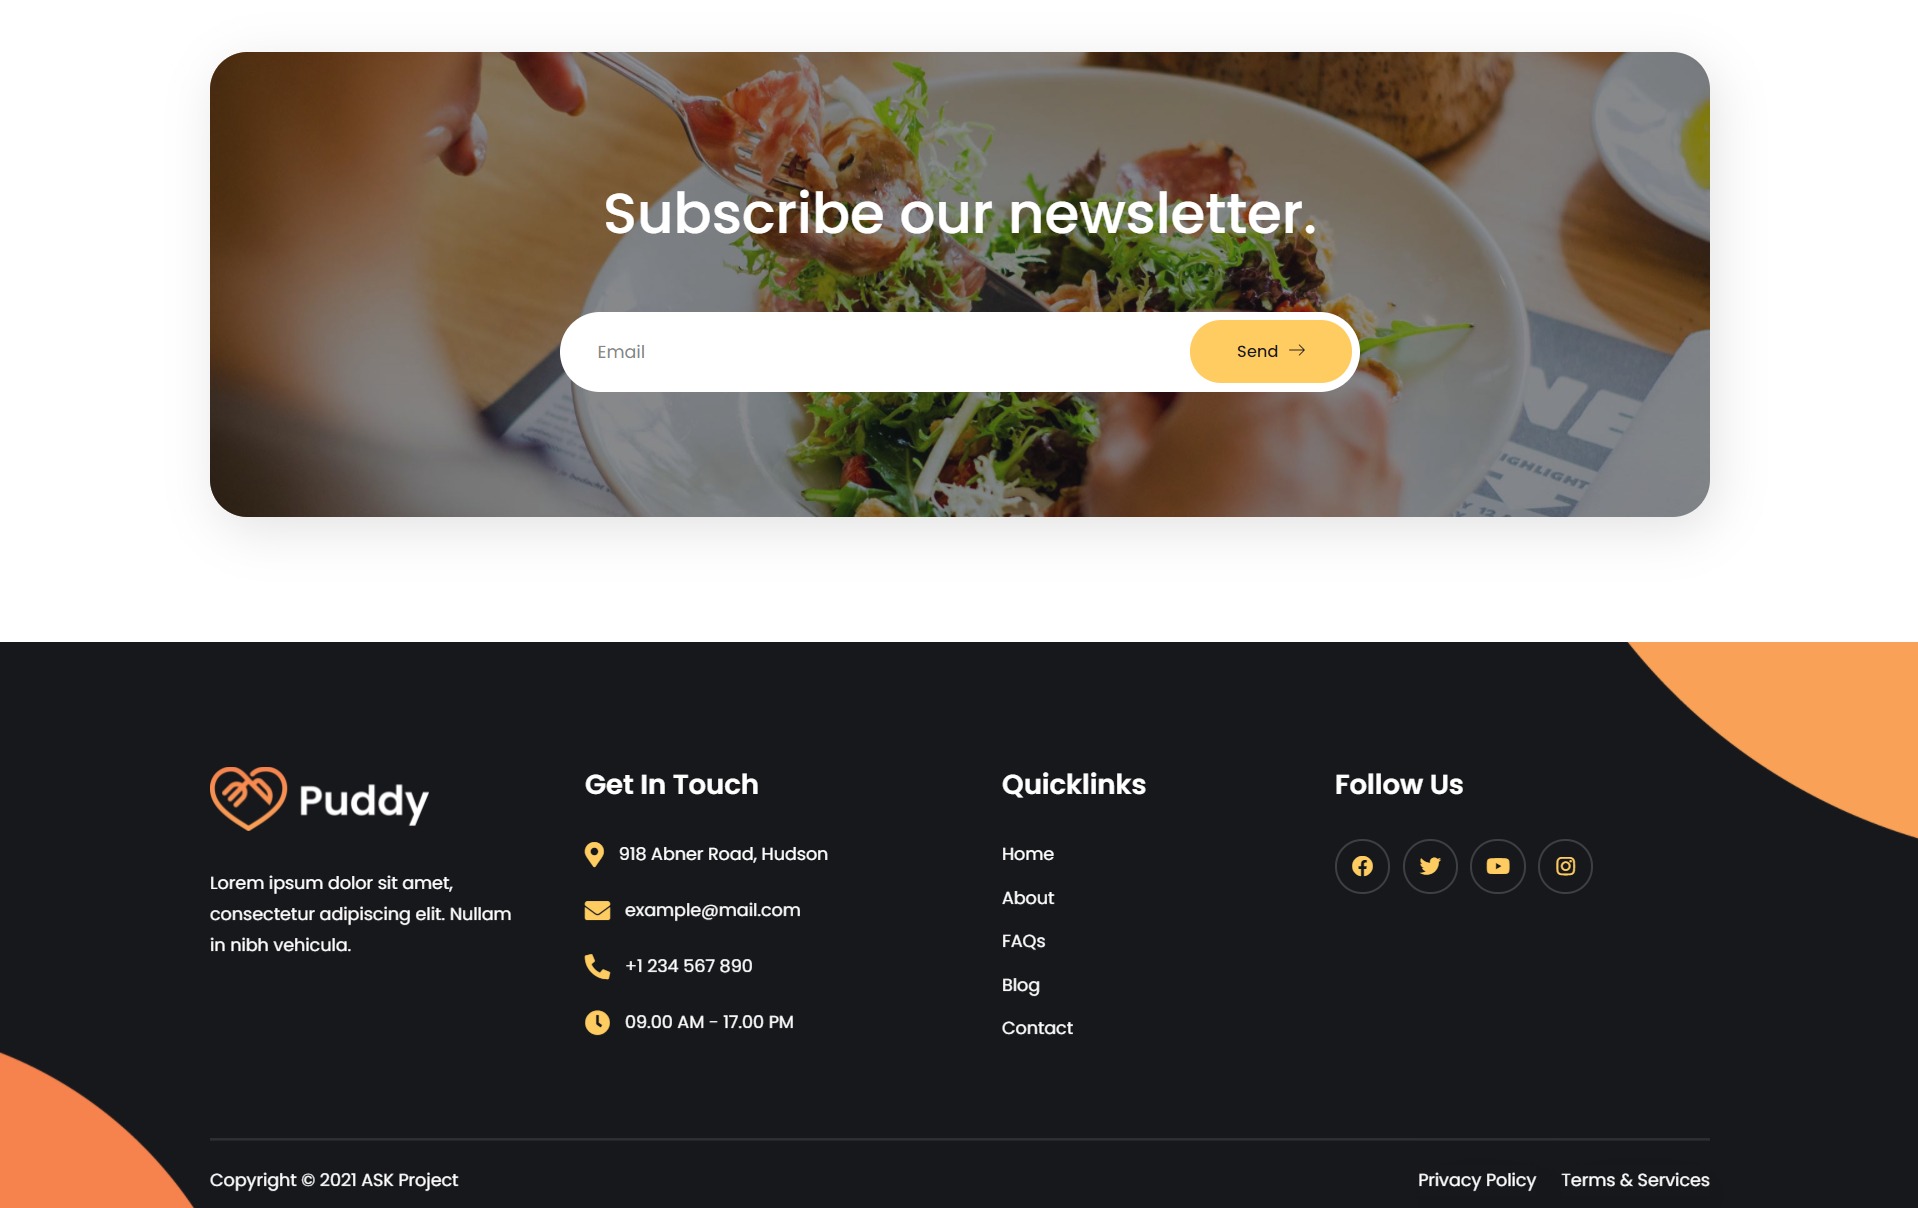 Subscribe our newsletter.
Email
Send
NE
IGHLIGHT
Puddy
Lorem ipsum dolor sit amet,
consectetur adipiscing elit. Nullam
in nibh vehicula.
Get In Touch
918 Abner Road, Hudson
example@mail.com
+1 234 567 890
09.00 AM - 17.00 PM
Quicklinks
Home
About
FAQs
Blog
Contact
Follow Us
Copyright © 2021 ASK Project
Privacy Policy
Terms & Services